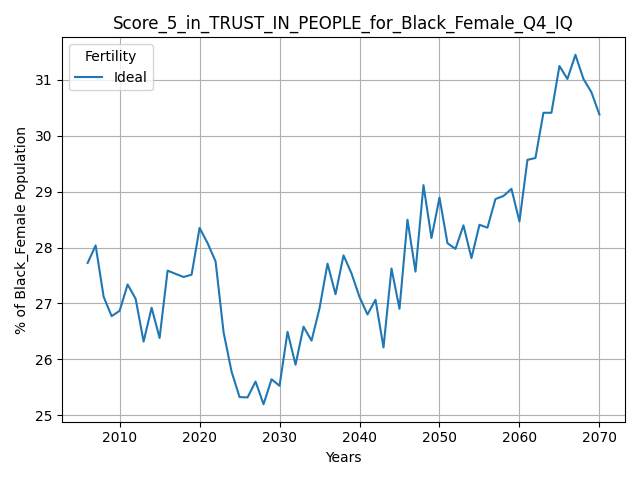 Score_5_in_TRUST_IN_PEOPLE_for_Black_Female_Q4_IQ
Fertility
Ideal
% of Black_Female Population
31
30
29
28
27
26
25
2010 2020 2030 2040 2050 2060 2070
Years